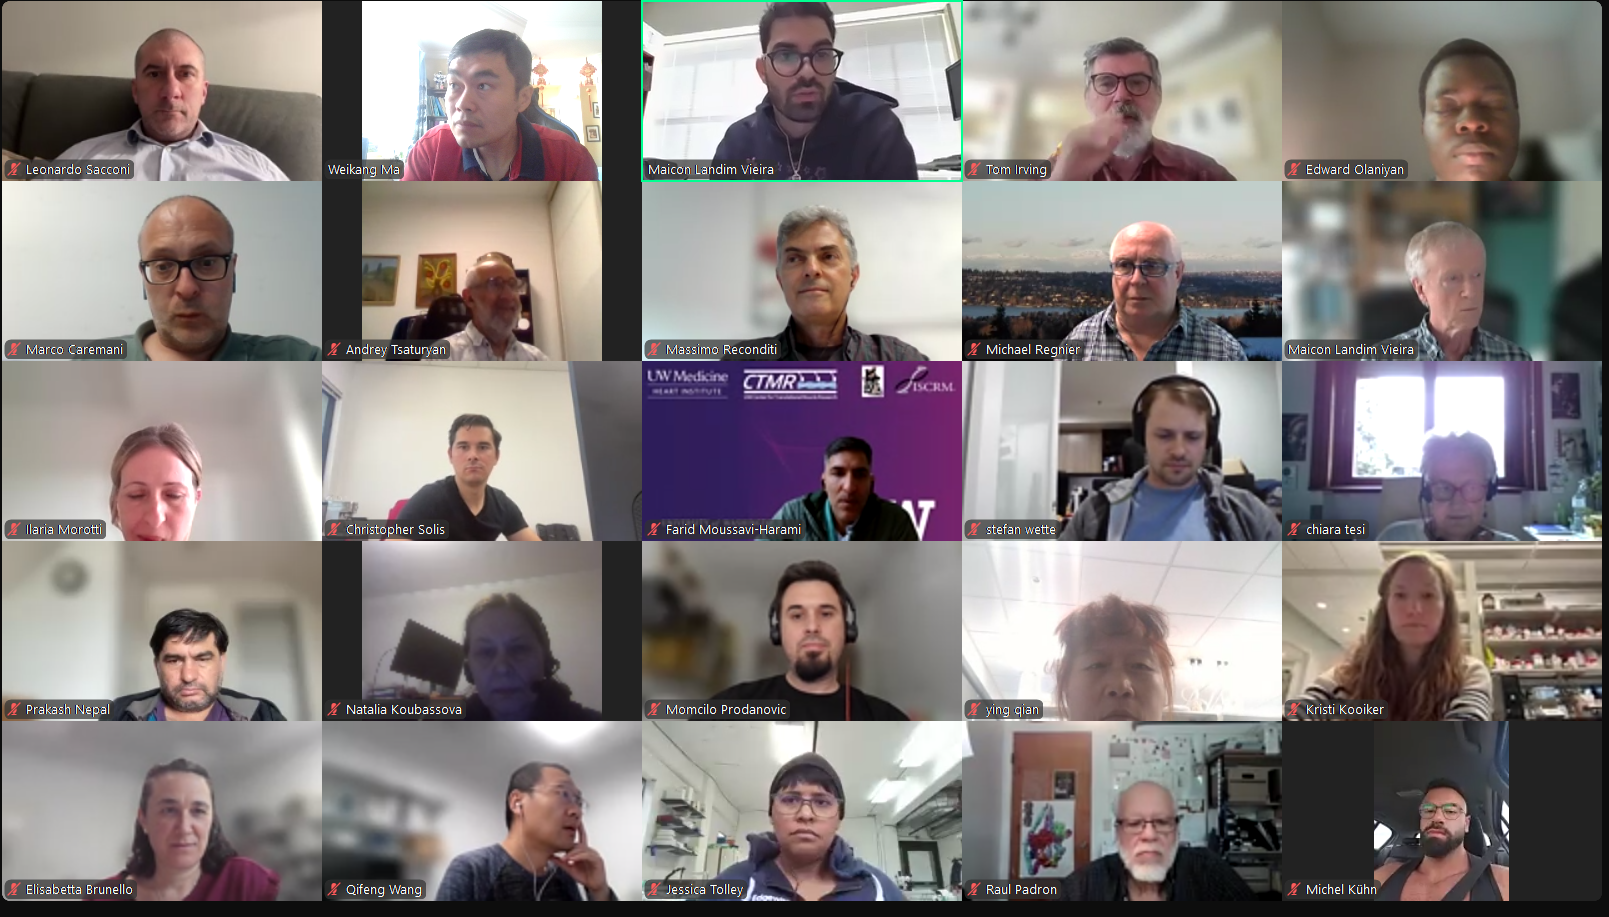 Leonardo Sacconi
Weikang Ma
Maicon Landim Vieira
Tom Irving
Edward Olaniyan
Marco Caremani
Andrey Tsaturyan
Massimo Reconditi
Michael Regnier
Maicon Landim Vieira
UW Medicine
HEART INSTITUTE
CTMR
ISCRM
W
Ilaria Morotti
Christopher Solis
Farid Moussavi-Harami
stefan wette
chiara tesi
Prakash Nepal
Natalia Koubassova
Momcilo Prodanovic
ying qian
Kristi Kooiker
Elisabetta Brunello
Qifeng Wang
Jessica Tolley
Raul Padron
Michel Kühn